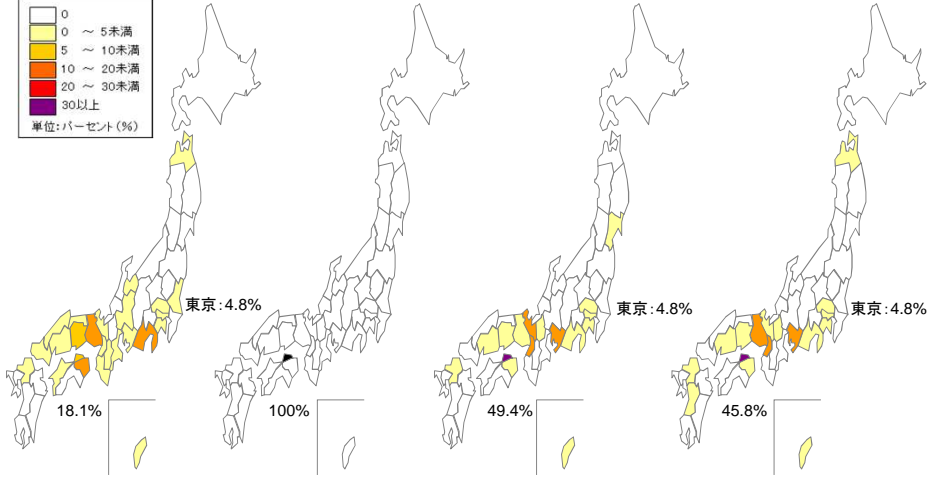 0
0 ～ 5未満
5 ～ 10未満
10 ～ 20未満
20 ～ 30未満
30以上
単位:パーセント(%)
東京:4.8%
東京:4.8%
東京:4.8%
18.1%
100%
49.4%
45.8%